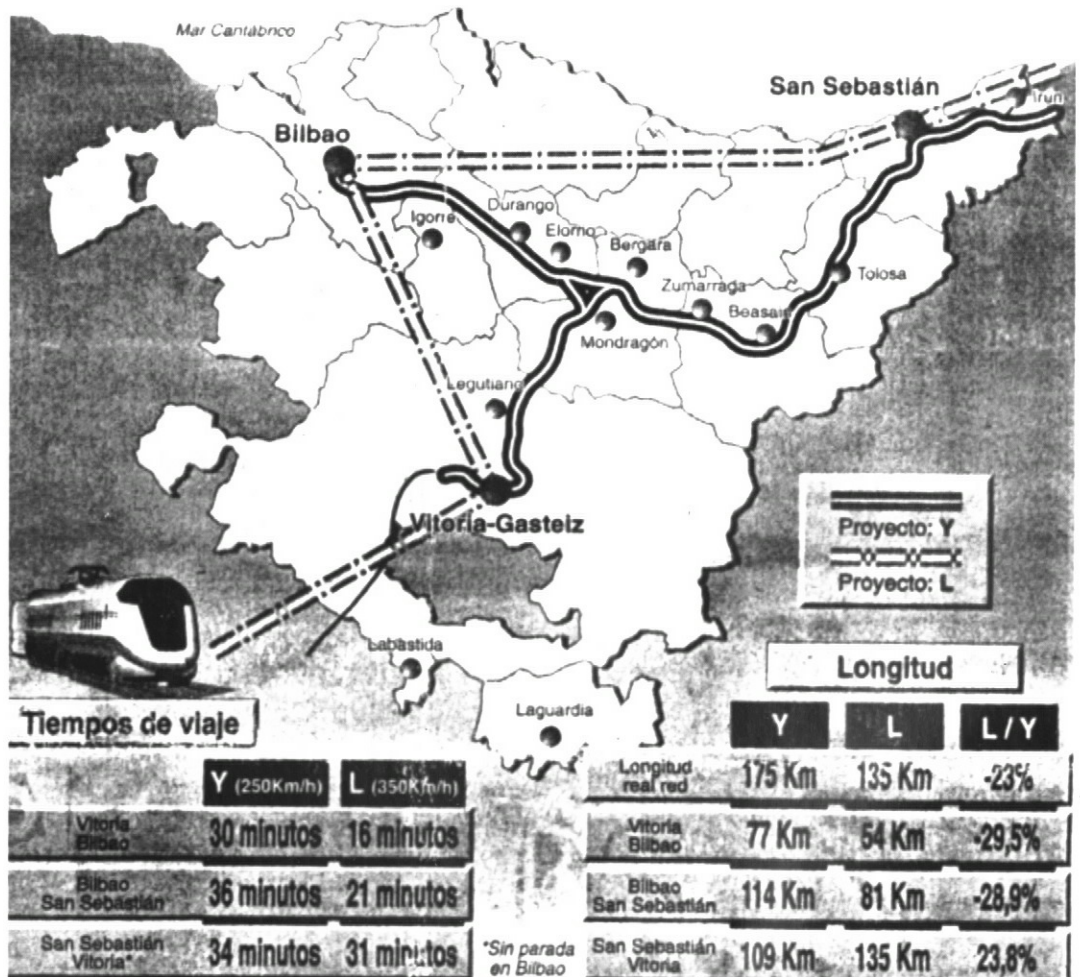 Mar Cantábrico
San Sebastián
Irun
Bilbao
Durango
Igorre
Elorrio
Bergara
Zumarraga
Tolosa
Beasain
Mondragón
Legutiano
Vitoria-Gasteiz
Proyecto: Y
Proyecto: L
Labastida
Laguardia
Tiempos de viaje
Y (250Km/h) L (350Km/h)
Vitoria
Bilbao
30 minutos 16 minutos
Bilbao
San Sebastián
36 minutos 21 minutos
San Sebastián
Vitoria*
34 minutos 31 minutos
*Sin parada
en Bilbao
Longitud
Y L L / Y
Longitud
real red
175 Km 135 Km -23%
Vitoria
Bilbao
77 Km 54 Km -29,5%
Bilbao
San Sebastián
114 Km 81 Km -28,9%
San Sebastián
Vitoria
109 Km 135 Km 23.8%